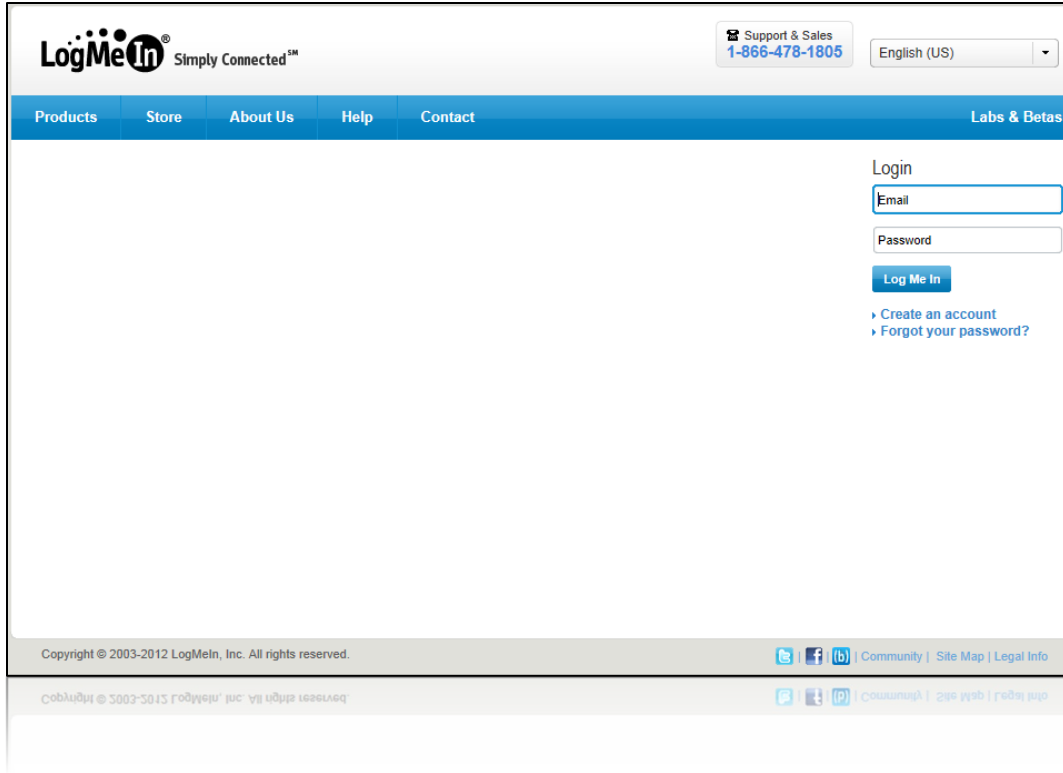 LogMeIn® Simply Connected℠
Support & Sales
1-866-478-1805
English (US)
Products Store About Us Help Contact Labs & Betas
Login
Email
Password
Log Me In
Create an account
Forgot your password?
Copyright © 2003-2012 LogMeIn, Inc. All rights reserved. | (b) | Community | Site Map | Legal Info